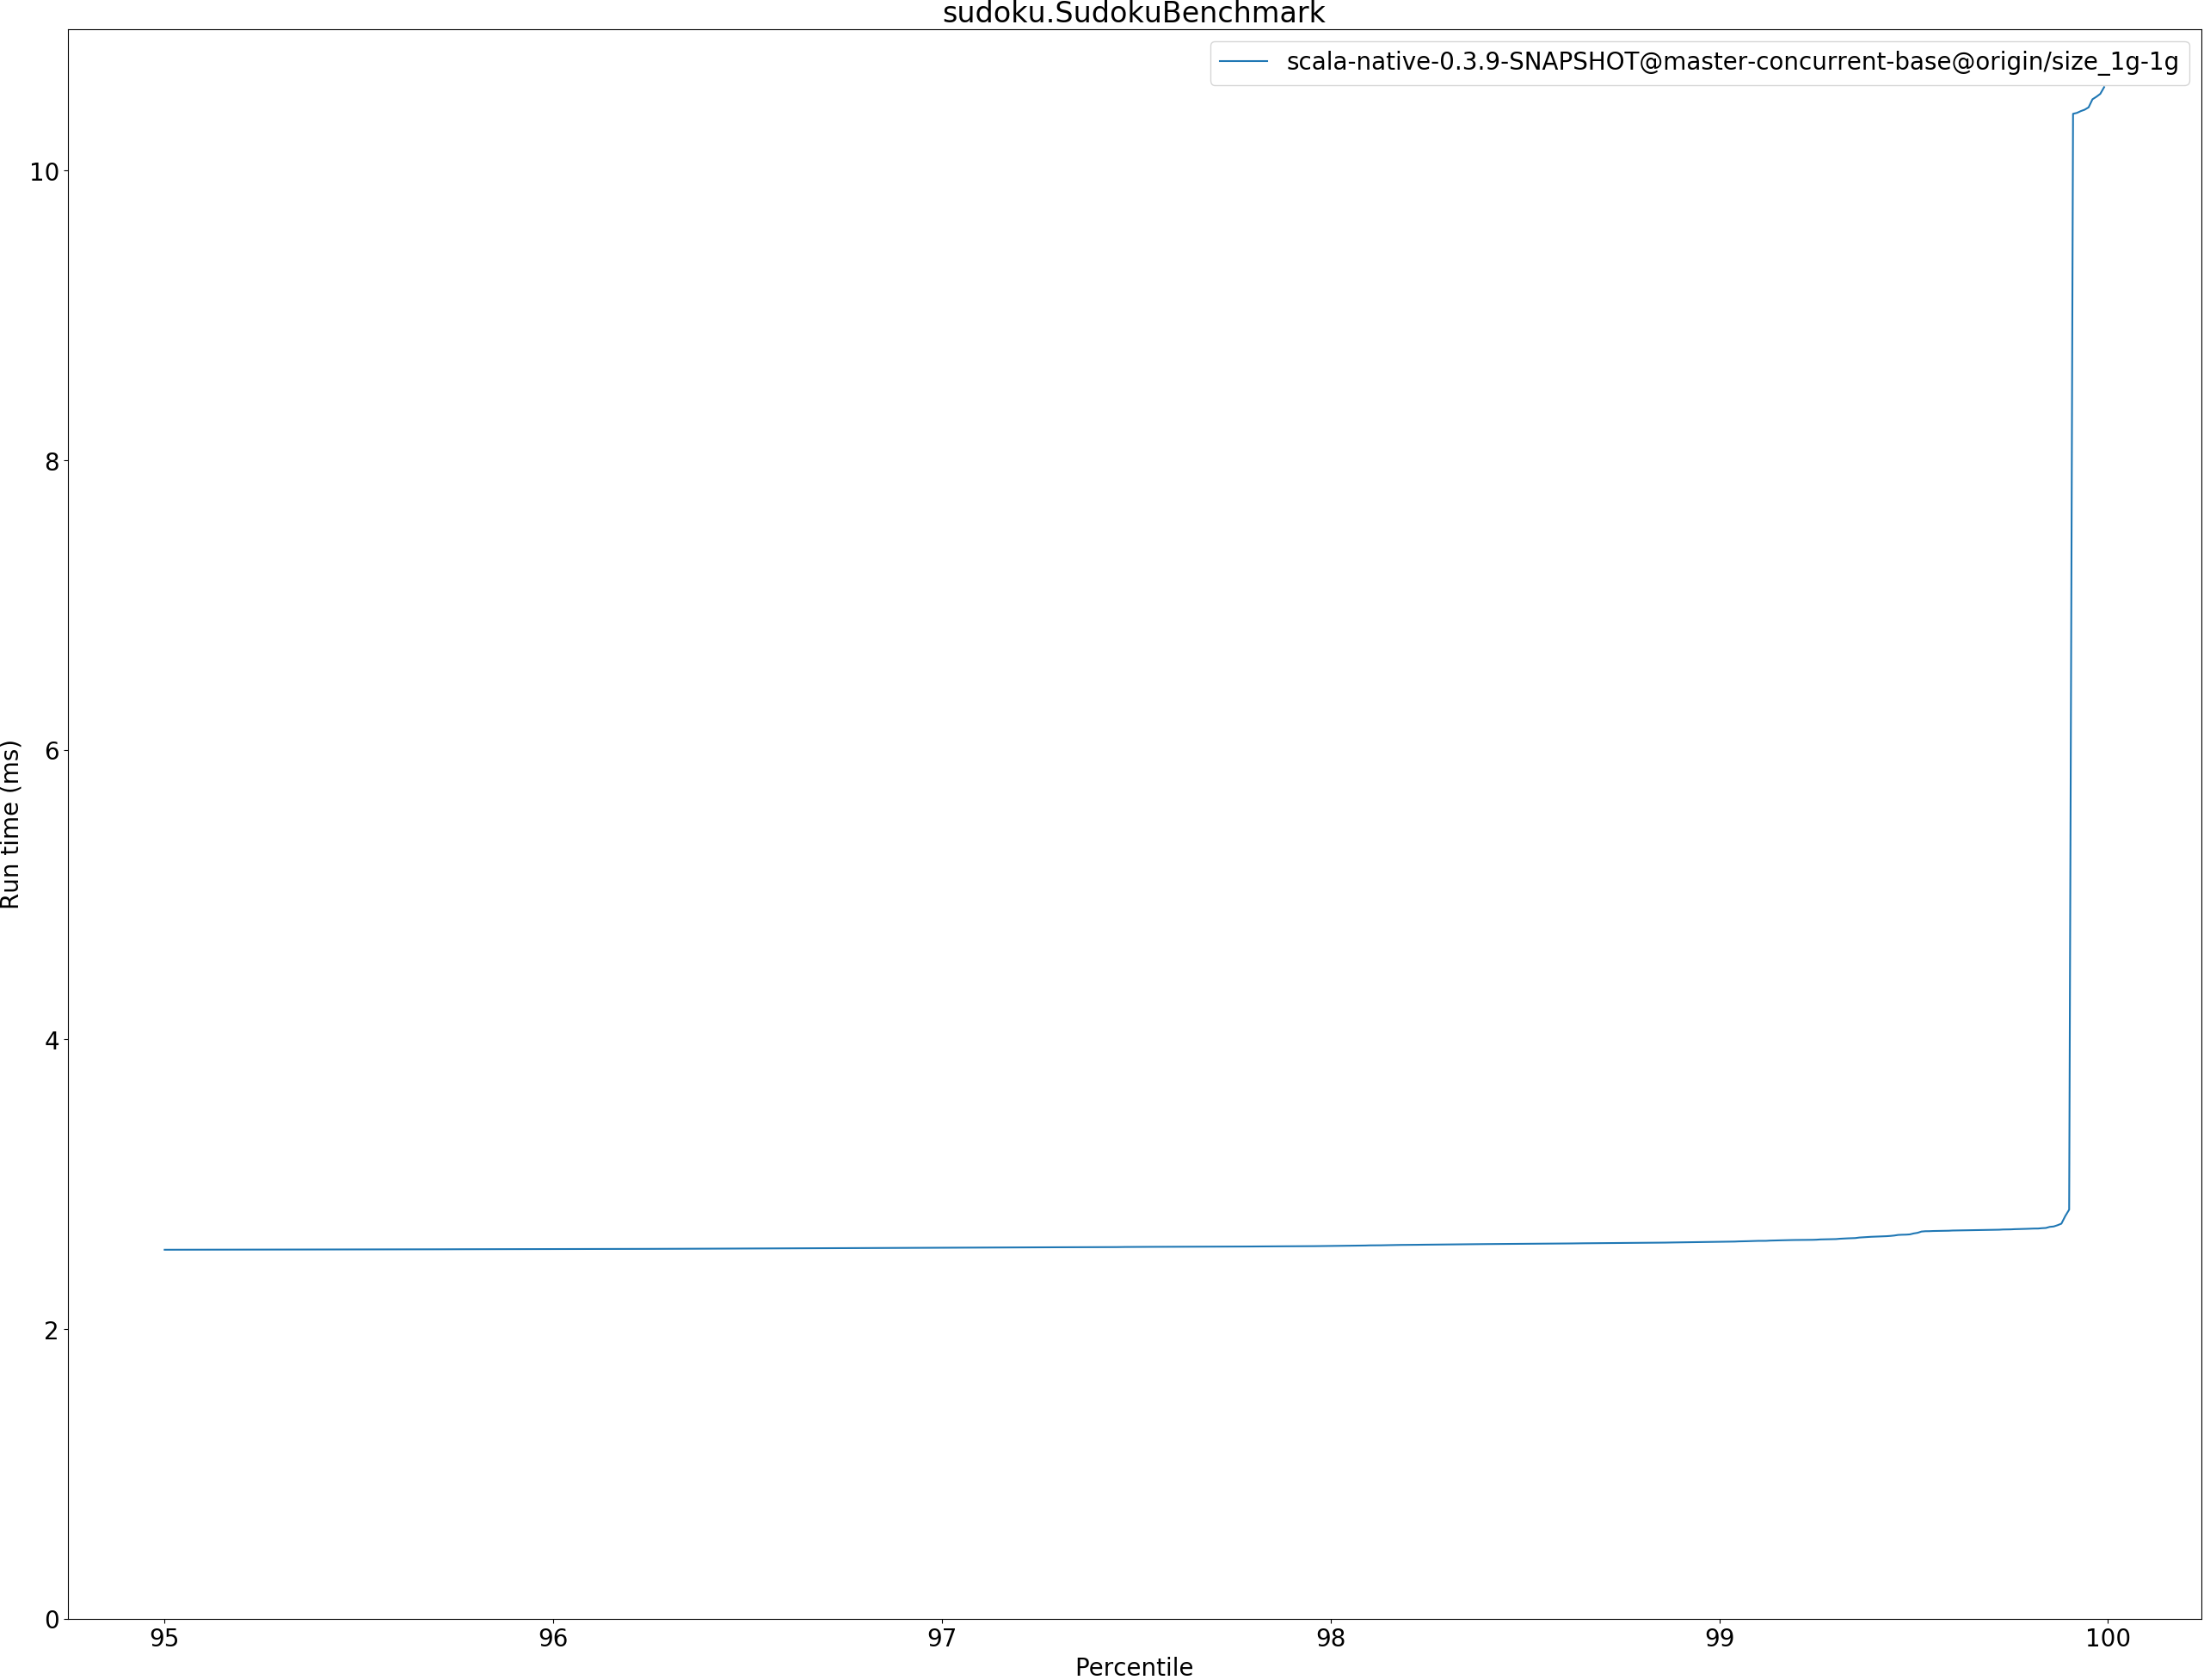 sudoku.SudokuBenchmark
scala-native-0.3.9-SNAPSHOT@master-concurrent-base@origin/size_1g-1g
10
8
6
4
2
0
Run time (ms)
95 96 97 98 99 100
Percentile